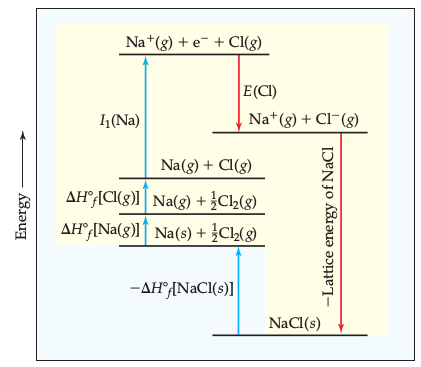 Na⁺(g) + e⁻ + Cl(g)
E(Cl)
I₁(Na)
Na⁺(g) + Cl⁻(g)
Na(g) + Cl(g)
ΔH°f[Cl(g)]
Na(g) + ½Cl₂(g)
ΔH°f[Na(g)]
Na(s) + ½Cl₂(g)
−ΔH°f[NaCl(s)]
−Lattice energy of NaCl
NaCl(s)
Energy